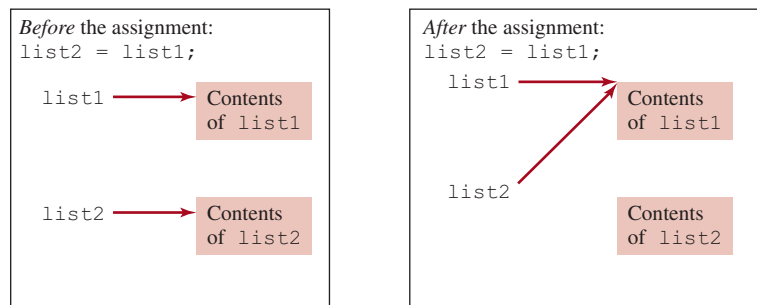 Before the assignment:
list2 = list1;
list1
Contents
of list1
list2
Contents
of list2
After the assignment:
list2 = list1;
list1
Contents
of list1
list2
Contents
of list2